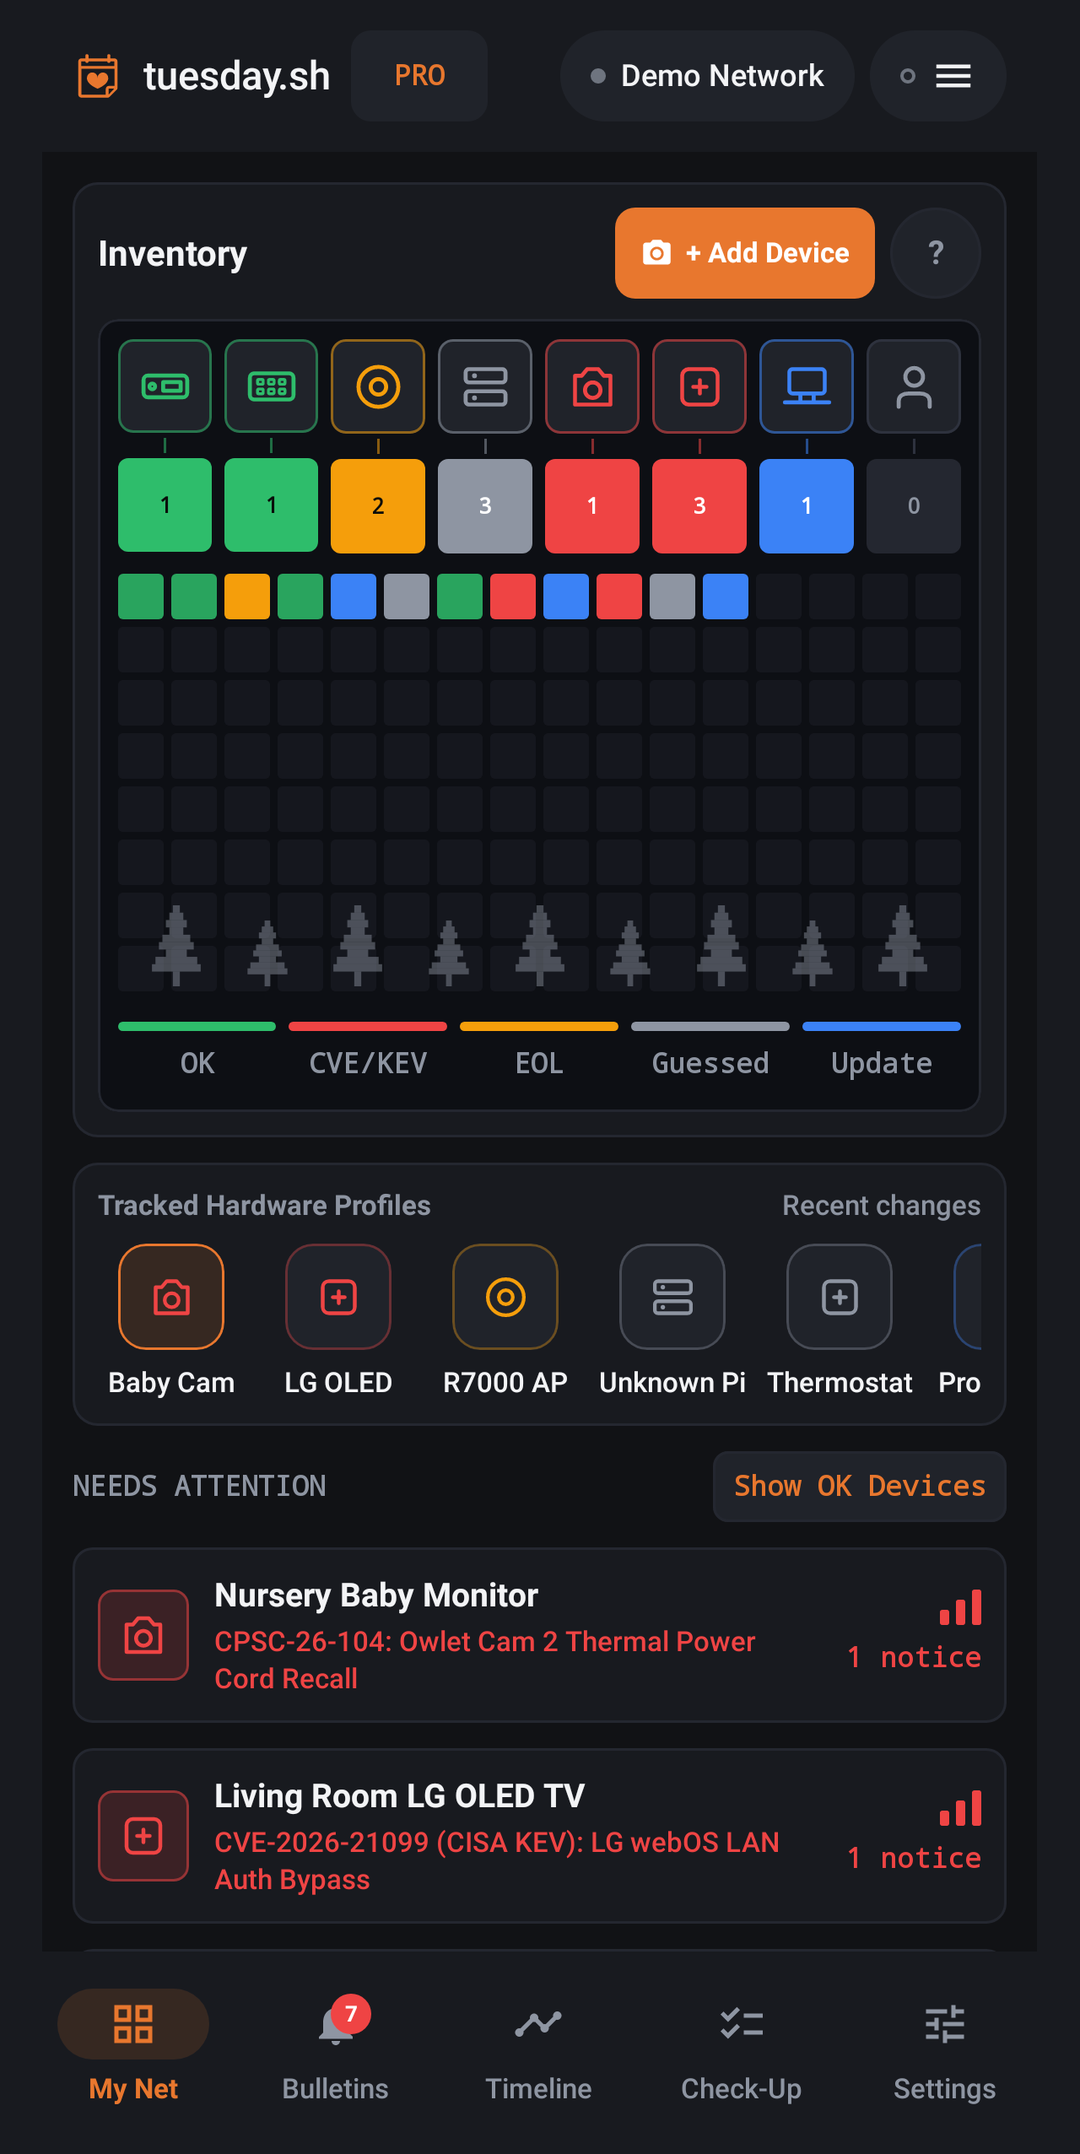 tuesday.sh PRO Demo Network
Inventory + Add Device ?
1 1 2 3 1 3 1 0
OK CVE/KEV EOL Guessed Update
Tracked Hardware Profiles Recent changes
Baby Cam LG OLED R7000 AP Unknown Pi Thermostat Pro
NEEDS ATTENTION Show OK Devices
Nursery Baby Monitor
CPSC-26-104: Owlet Cam 2 Thermal Power
Cord Recall
1 notice
Living Room LG OLED TV
CVE-2026-21099 (CISA KEV): LG webOS LAN
Auth Bypass
1 notice
7
My Net Bulletins Timeline Check-Up Settings